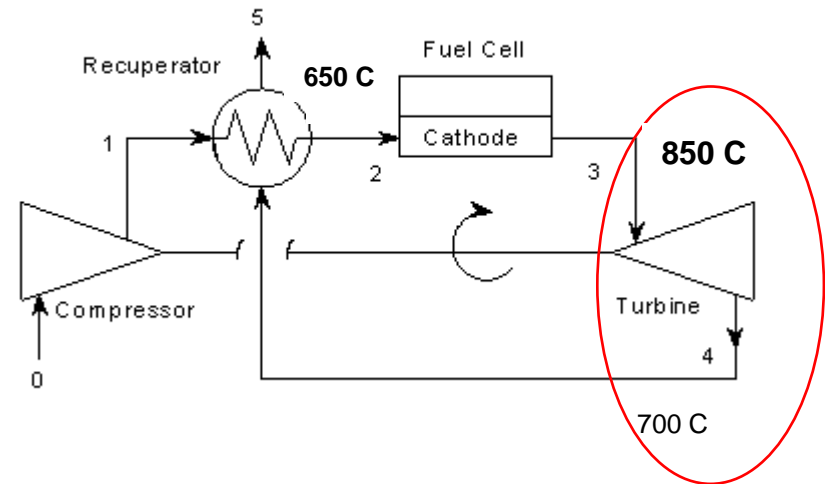 5
Fuel Cell
Recuperator
650 C
1
Cathode
850 C
2
3
Compressor
Turbine
4
0
700 C